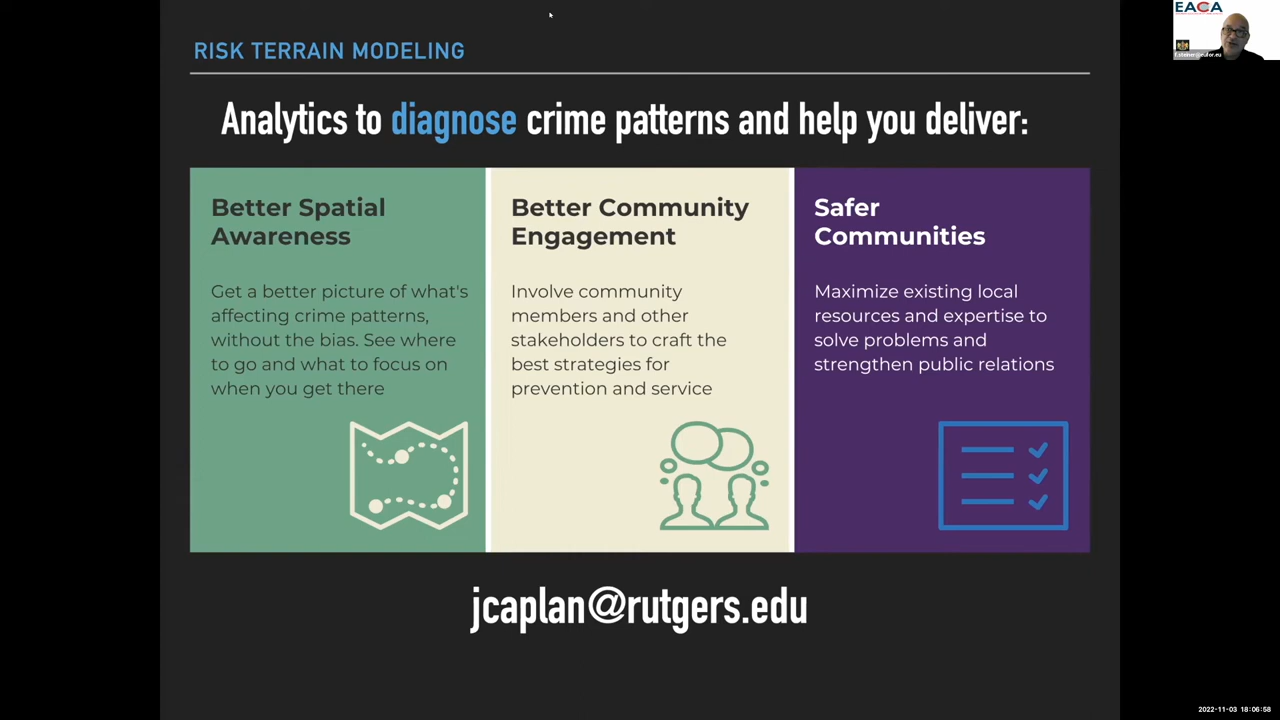 EACA
f.steiner@eufor.eu
RISK TERRAIN MODELING
Analytics to diagnose crime patterns and help you deliver:
Better Spatial
Awareness
Get a better picture of what's
affecting crime patterns,
without the bias. See where
to go and what to focus on
when you get there
Better Community
Engagement
Involve community
members and other
stakeholders to craft the
best strategies for
prevention and service
Safer
Communities
Maximize existing local
resources and expertise to
solve problems and
strengthen public relations
jcaplan@rutgers.edu
2022-11-03 18:06:58